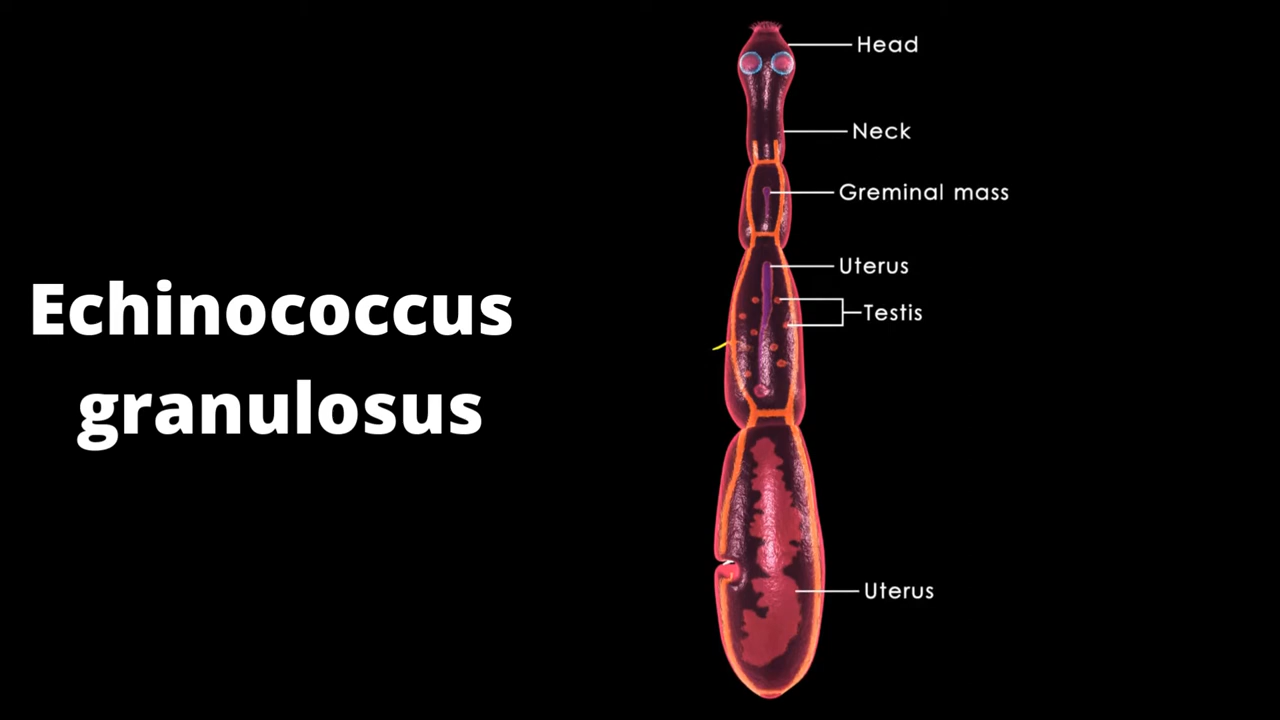 Echinococcus
granulosus
Head
Neck
Greminal mass
Uterus
Testis
Uterus